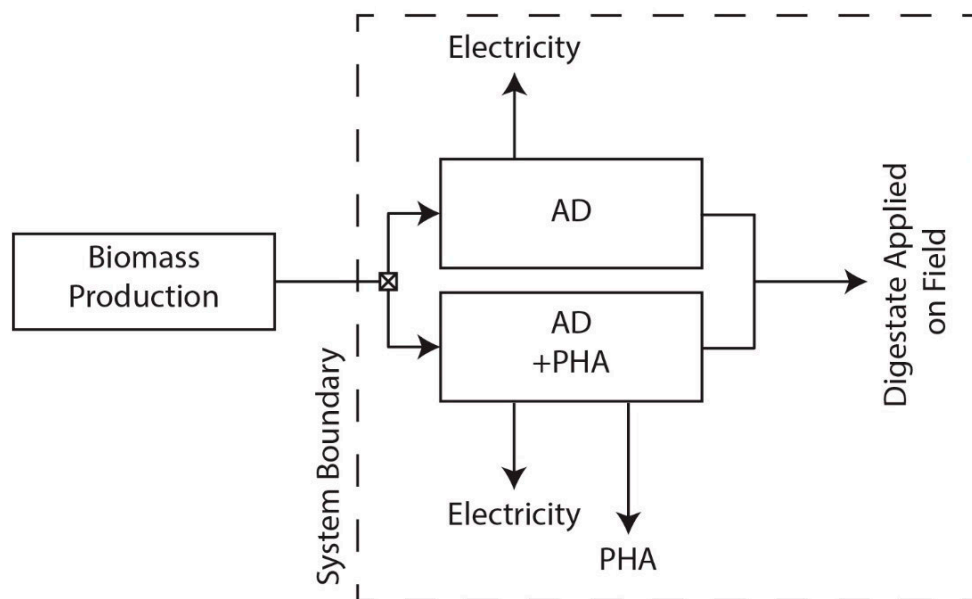 Electricity
AD
Biomass
Production
AD
+PHA
Digestate Applied
on Field
System Boundary
Electricity
PHA